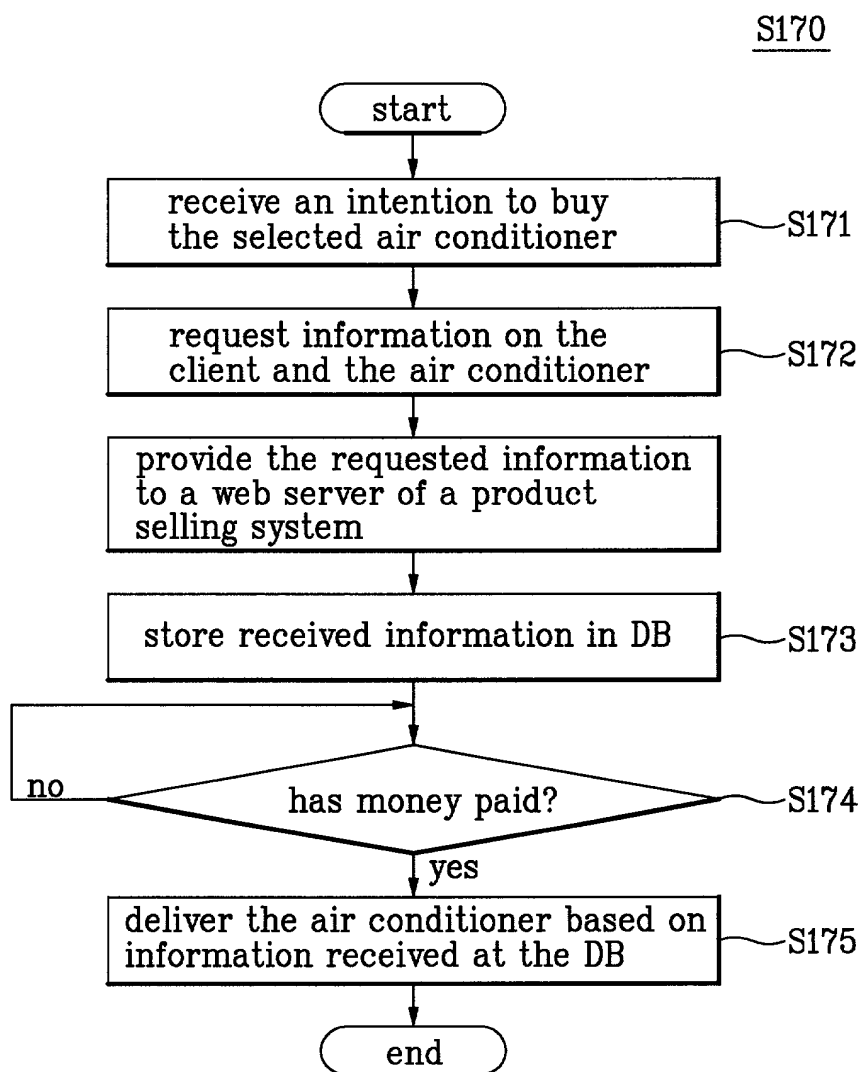 S170
start
receive an intention to buy
the selected air conditioner
S171
request information on the
client and the air conditioner
S172
provide the requested information
to a web server of a product
selling system
store received information in DB
S173
no
has money paid?
S174
yes
deliver the air conditioner based on
information received at the DB
S175
end